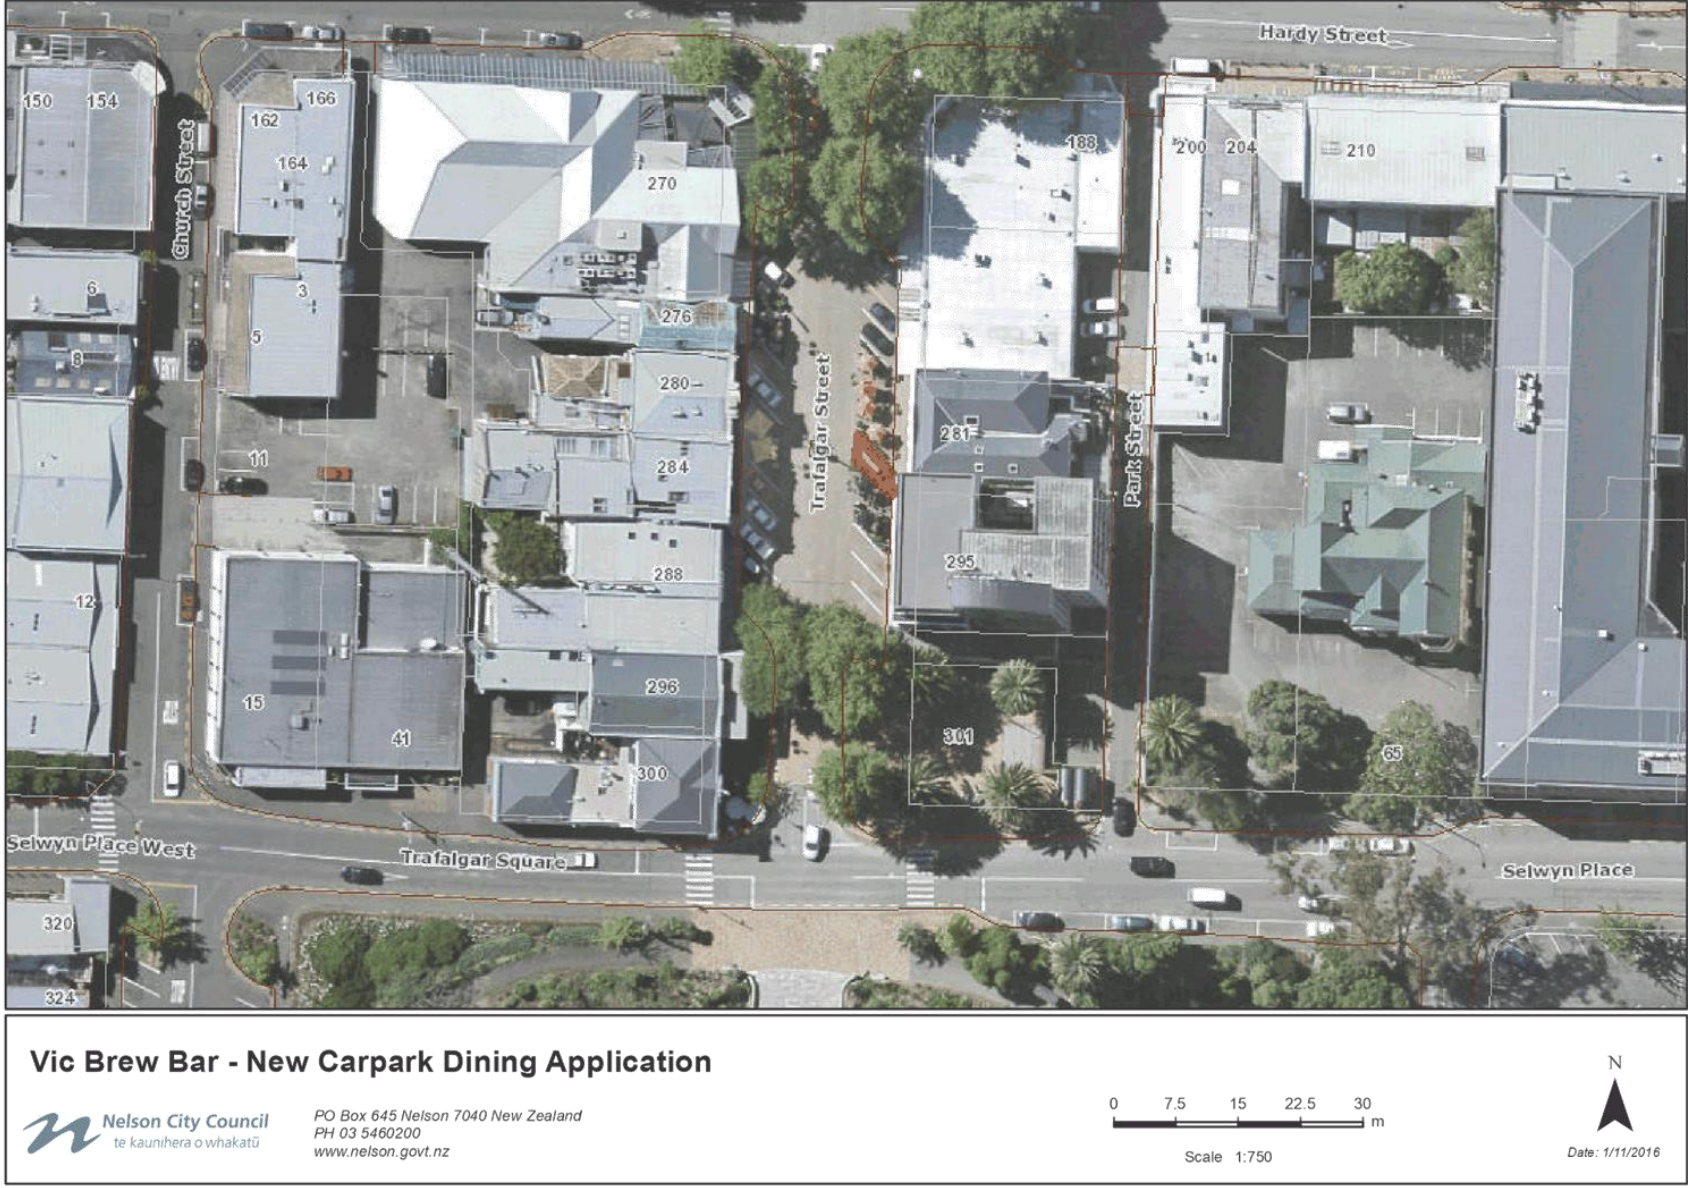 Hardy Street
150
154
166
162
164
188
200
204
210
Church Street
270
6
3
276
5
8
Trafalgar Street
280
281
Park Street
11
284
295
288
12
296
15
41
301
300
65
Selwyn Place West
Trafalgar Square
Selwyn Place
320
324
Vic Brew Bar - New Carpark Dining Application
Nelson City Council
te kaunihera o whakatū
PO Box 645 Nelson 7040 New Zealand
PH 03 5460200
www.nelson.govt.nz
0 7.5 15 22.5 30
m
Scale 1:750
N
Date: 1/11/2016